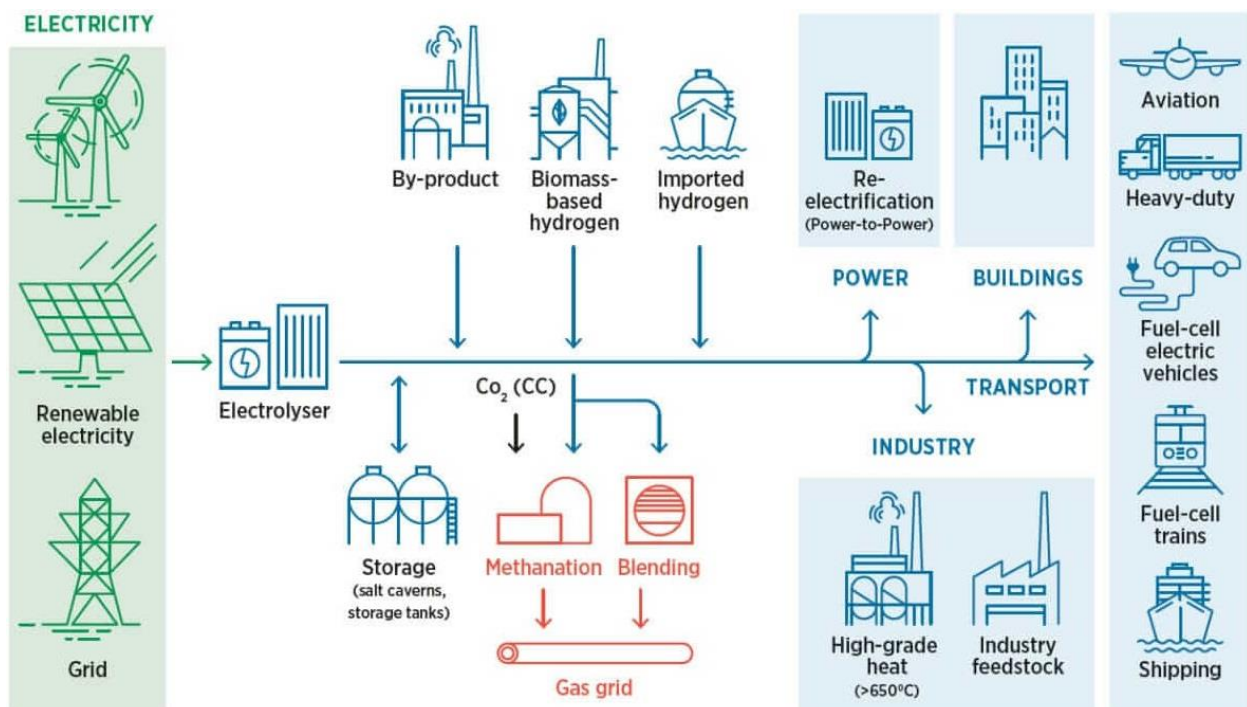 ELECTRICITY
Renewable
electricity
Grid
Electrolyser
By-product
Biomass-
based
hydrogen
Imported
hydrogen
Co₂ (CC)
Storage
(salt caverns,
storage tanks)
Methanation
Blending
Gas grid
Re-
electrification
(Power-to-Power)
POWER
BUILDINGS
TRANSPORT
INDUSTRY
High-grade
heat
(>650ºC)
Industry
feedstock
Aviation
Heavy-duty
Fuel-cell
electric
vehicles
Fuel-cell
trains
Shipping